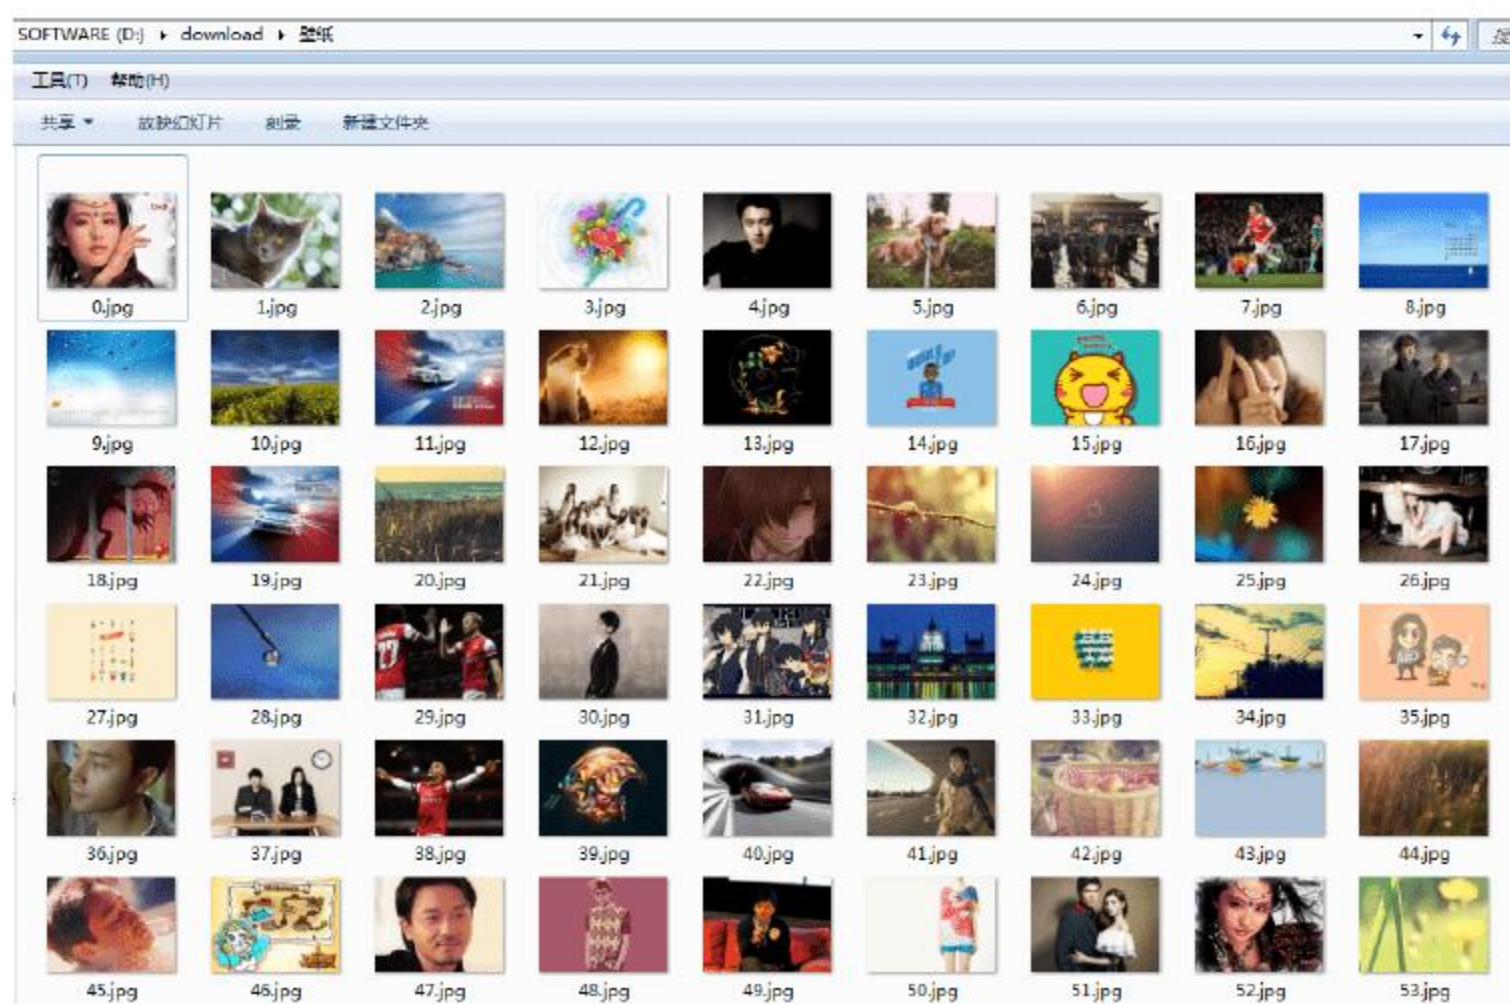 SOFTWARE (D:) ▸ download ▸ 壁纸
工具(T) 帮助(H)
共享 放映幻灯片 刻录 新建文件夹
0.jpg 1.jpg 2.jpg 3.jpg 4.jpg 5.jpg 6.jpg 7.jpg 8.jpg
9.jpg 10.jpg 11.jpg 12.jpg 13.jpg 14.jpg 15.jpg 16.jpg 17.jpg
18.jpg 19.jpg 20.jpg 21.jpg 22.jpg 23.jpg 24.jpg 25.jpg 26.jpg
27.jpg 28.jpg 29.jpg 30.jpg 31.jpg 32.jpg 33.jpg 34.jpg 35.jpg
36.jpg 37.jpg 38.jpg 39.jpg 40.jpg 41.jpg 42.jpg 43.jpg 44.jpg
45.jpg 46.jpg 47.jpg 48.jpg 49.jpg 50.jpg 51.jpg 52.jpg 53.jpg